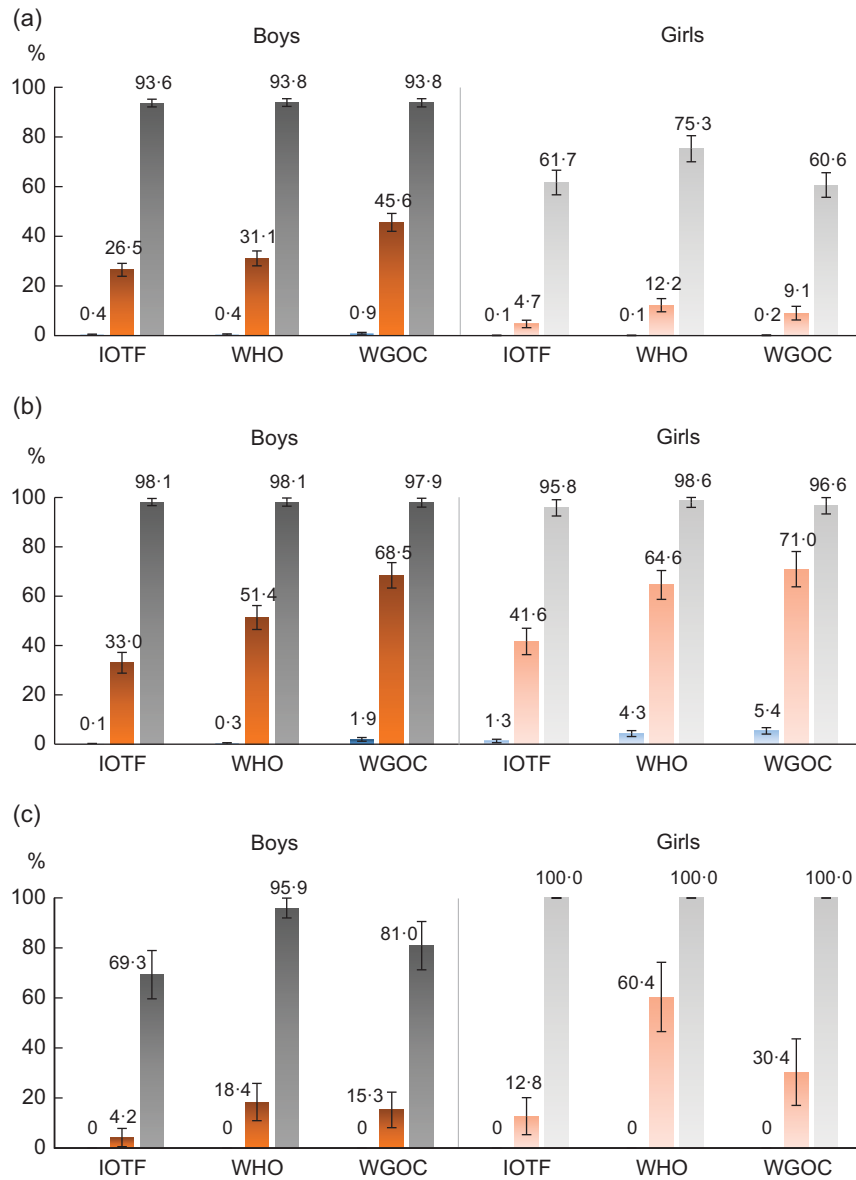 (a)
Boys Girls
%
100
80
60
40
20
0
93·6 93·8 93·8
26·5 31·1 45·6
0·4 0·4 0·9
61·7 75·3 60·6
4·7 12·2 9·1
0·1 0·1 0·2
IOTF WHO WGOC IOTF WHO WGOC
(b)
Boys Girls
%
100
80
60
40
20
0
98·1 98·1 97·9
33·0 51·4 68·5
0·1 0·3 1·9
95·8 98·6 96·6
41·6 64·6 71·0
1·3 4·3 5·4
IOTF WHO WGOC IOTF WHO WGOC
(c)
Boys Girls
%
100
80
60
40
20
0
69·3 95·9 81·0
4·2 18·4 15·3
0 0 0
100·0 100·0 100·0
12·8 60·4 30·4
0 0 0
IOTF WHO WGOC IOTF WHO WGOC